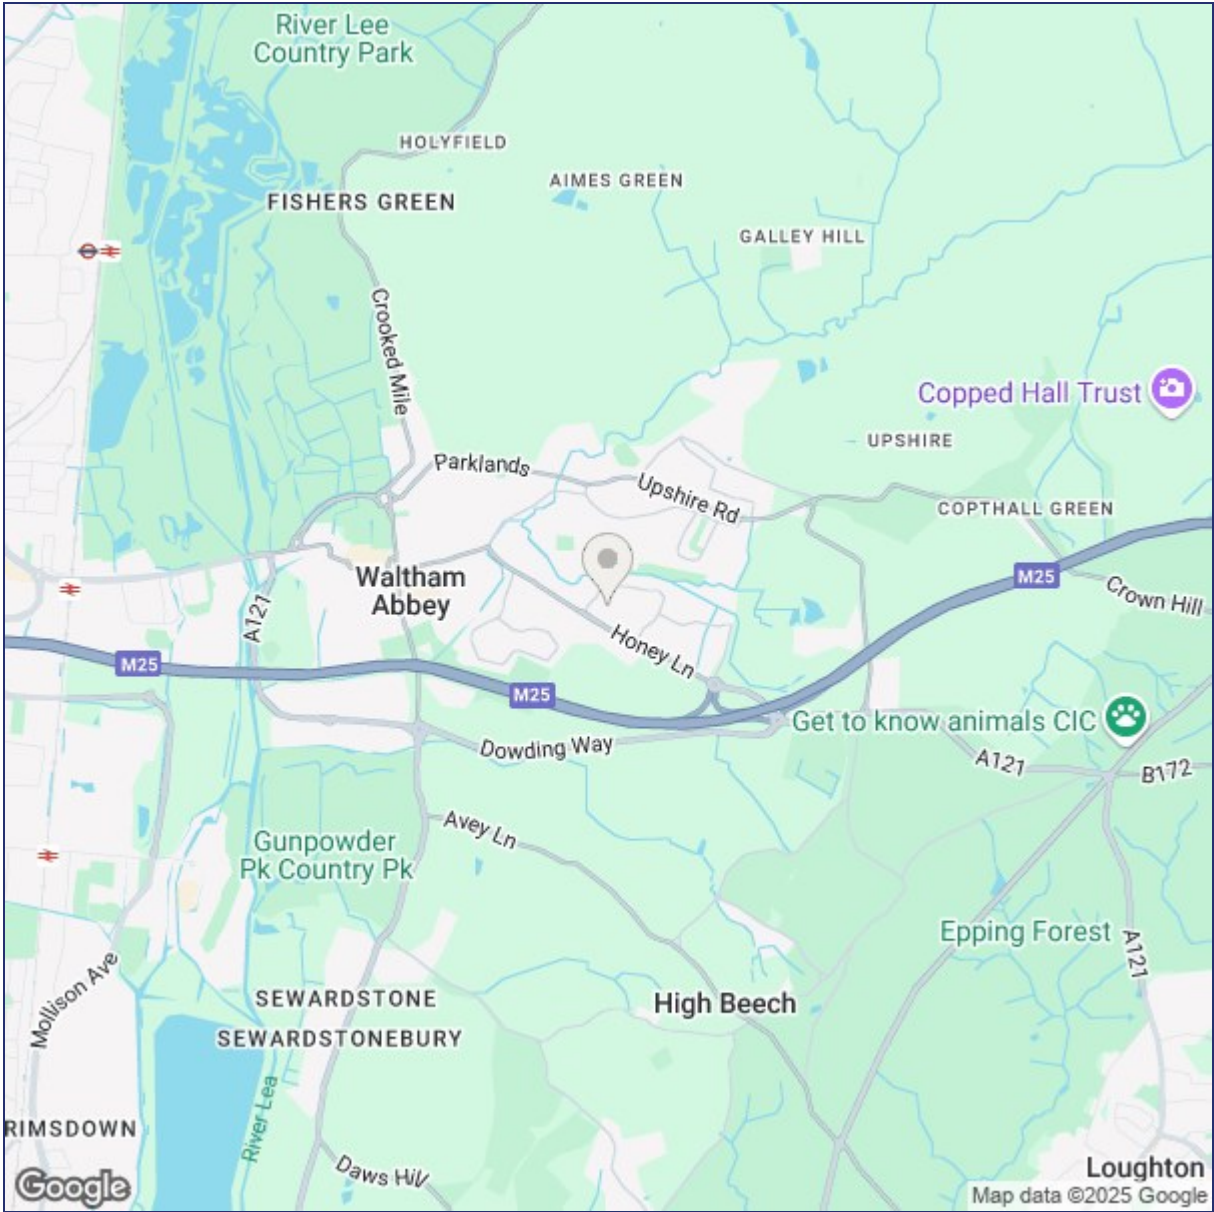 River Lee
Country Park
HOLYFIELD
AIMES GREEN
FISHERS GREEN
GALLEY HILL
Crooked Mile
Copped Hall Trust
UPSHIRE
Parklands
Upshire Rd
COPTHALL GREEN
M25
Waltham
Abbey
Crown Hill
A121
Honey Ln
M25
M25
Get to know animals CIC
Dowding Way
A121
B172
Avey Ln
Gunpowder
Pk Country Pk
Epping Forest
A121
Mollison Ave
SEWARDSTONE
High Beech
SEWARDSTONEBURY
River Lea
RIMSDOWN
Daws Hil
Loughton
Google
Map data ©2025 Google